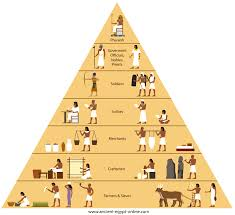 Pharaoh
Government
Officials,
Nobles,
Priests
Soldiers
Scribes
Merchants
Craftsmen
Farmers & Slaves
www.ancient-egypt-online.com